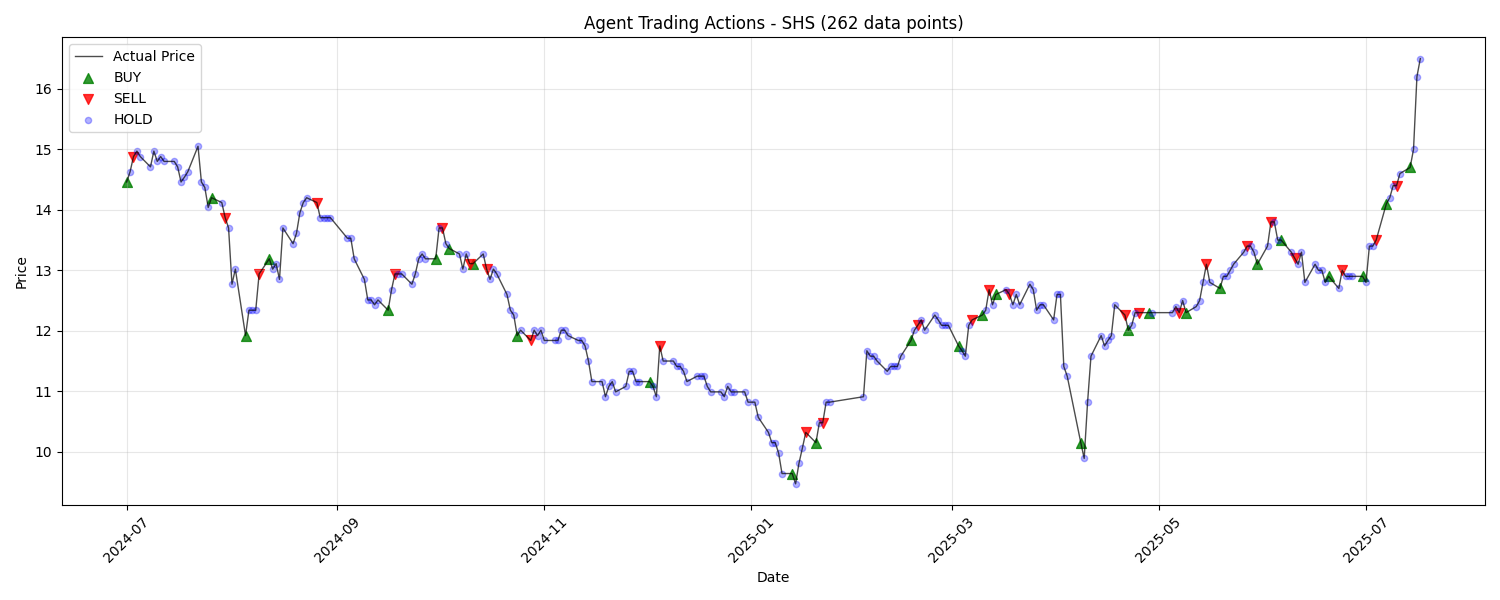 Agent Trading Actions - SHS (262 data points)
Actual Price
BUY
SELL
HOLD
Price
16
15
14
13
12
11
10
2024-07
2024-09
2024-11
2025-01
2025-03
2025-05
2025-07
Date